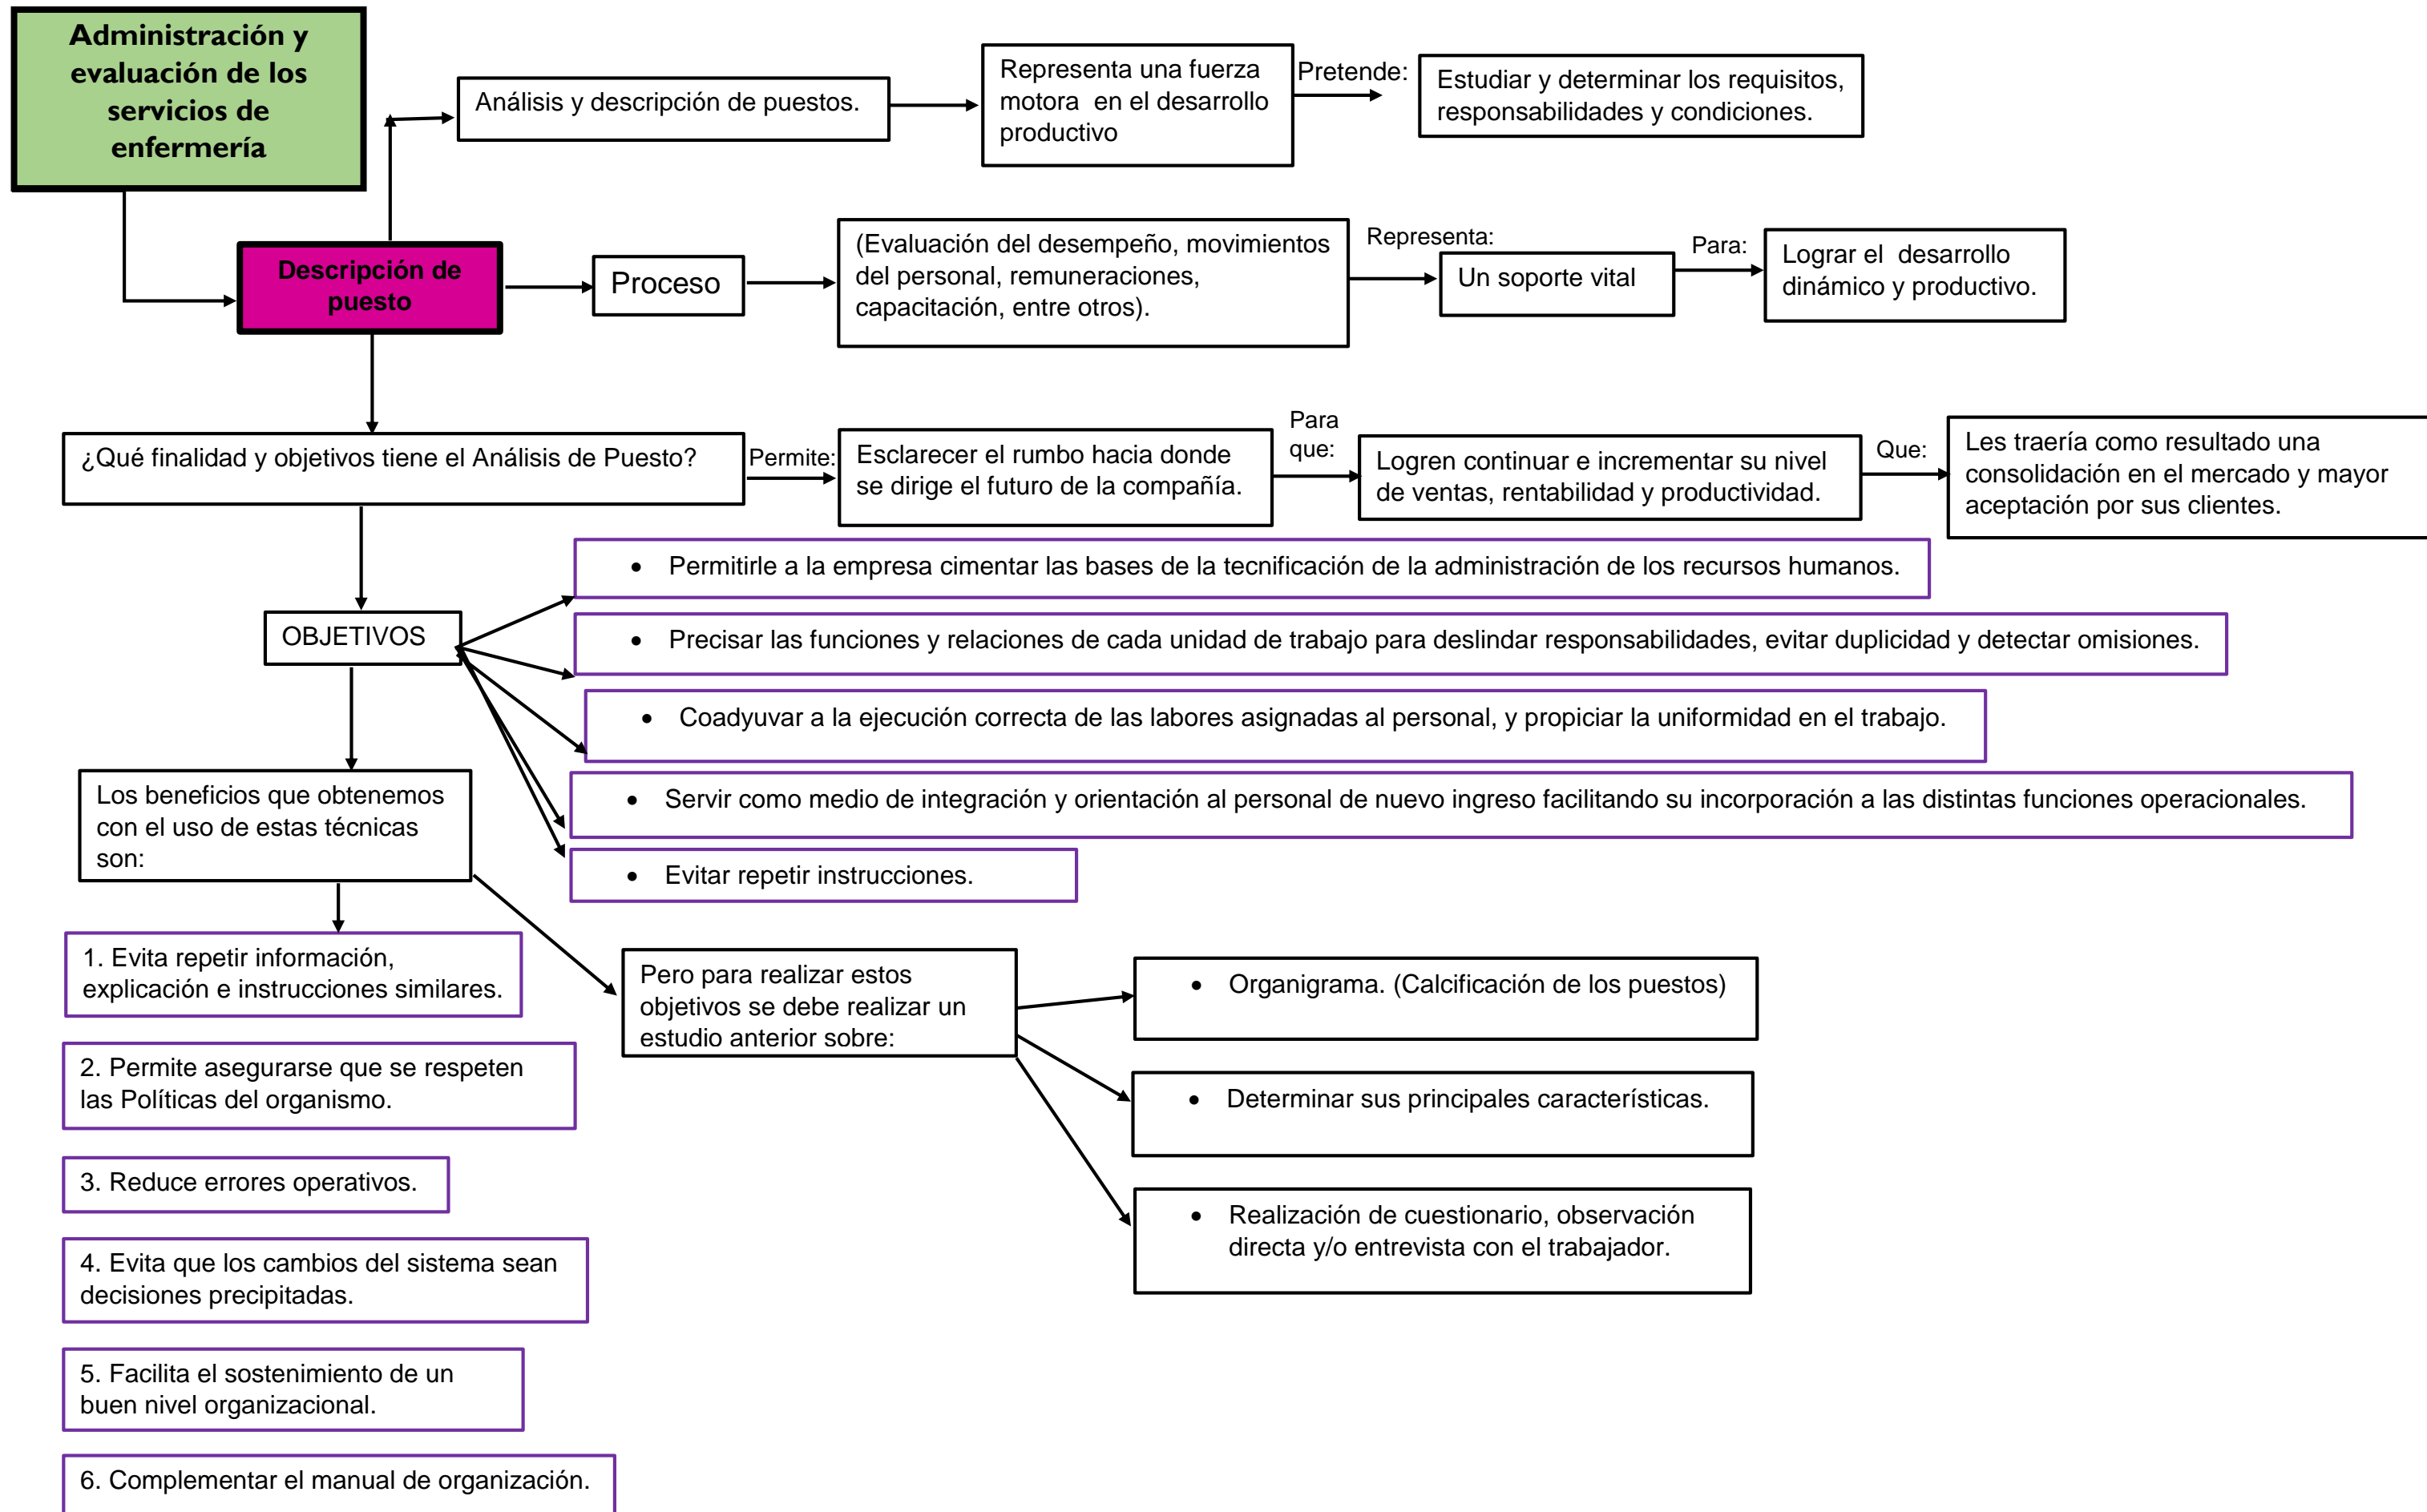 Administración y
evaluación de los
servicios de
enfermería
Análisis y descripción de puestos.
Representa una fuerza
motora  en el desarrollo
productivo
Pretende:
Estudiar y determinar los requisitos,
responsabilidades y condiciones.
Descripción de
puesto
Proceso
(Evaluación del desempeño, movimientos
del personal, remuneraciones,
capacitación, entre otros).
Representa:
Un soporte vital
Para:
Lograr el  desarrollo
dinámico y productivo.
¿Qué finalidad y objetivos tiene el Análisis de Puesto?
Permite:
Esclarecer el rumbo hacia donde
se dirige el futuro de la compañía.
Para
que:
Logren continuar e incrementar su nivel
de ventas, rentabilidad y productividad.
Que:
Les traería como resultado una
consolidación en el mercado y mayor
aceptación por sus clientes.
OBJETIVOS
• Permitirle a la empresa cimentar las bases de la tecnificación de la administración de los recursos humanos.
• Precisar las funciones y relaciones de cada unidad de trabajo para deslindar responsabilidades, evitar duplicidad y detectar omisiones.
• Coadyuvar a la ejecución correcta de las labores asignadas al personal, y propiciar la uniformidad en el trabajo.
• Servir como medio de integración y orientación al personal de nuevo ingreso facilitando su incorporación a las distintas funciones operacionales.
• Evitar repetir instrucciones.
Los beneficios que obtenemos
con el uso de estas técnicas
son:
1. Evita repetir información,
explicación e instrucciones similares.
2. Permite asegurarse que se respeten
las Políticas del organismo.
3. Reduce errores operativos.
4. Evita que los cambios del sistema sean
decisiones precipitadas.
5. Facilita el sostenimiento de un
buen nivel organizacional.
6. Complementar el manual de organización.
Pero para realizar estos
objetivos se debe realizar un
estudio anterior sobre:
• Organigrama. (Calcificación de los puestos)
• Determinar sus principales características.
• Realización de cuestionario, observación
directa y/o entrevista con el trabajador.